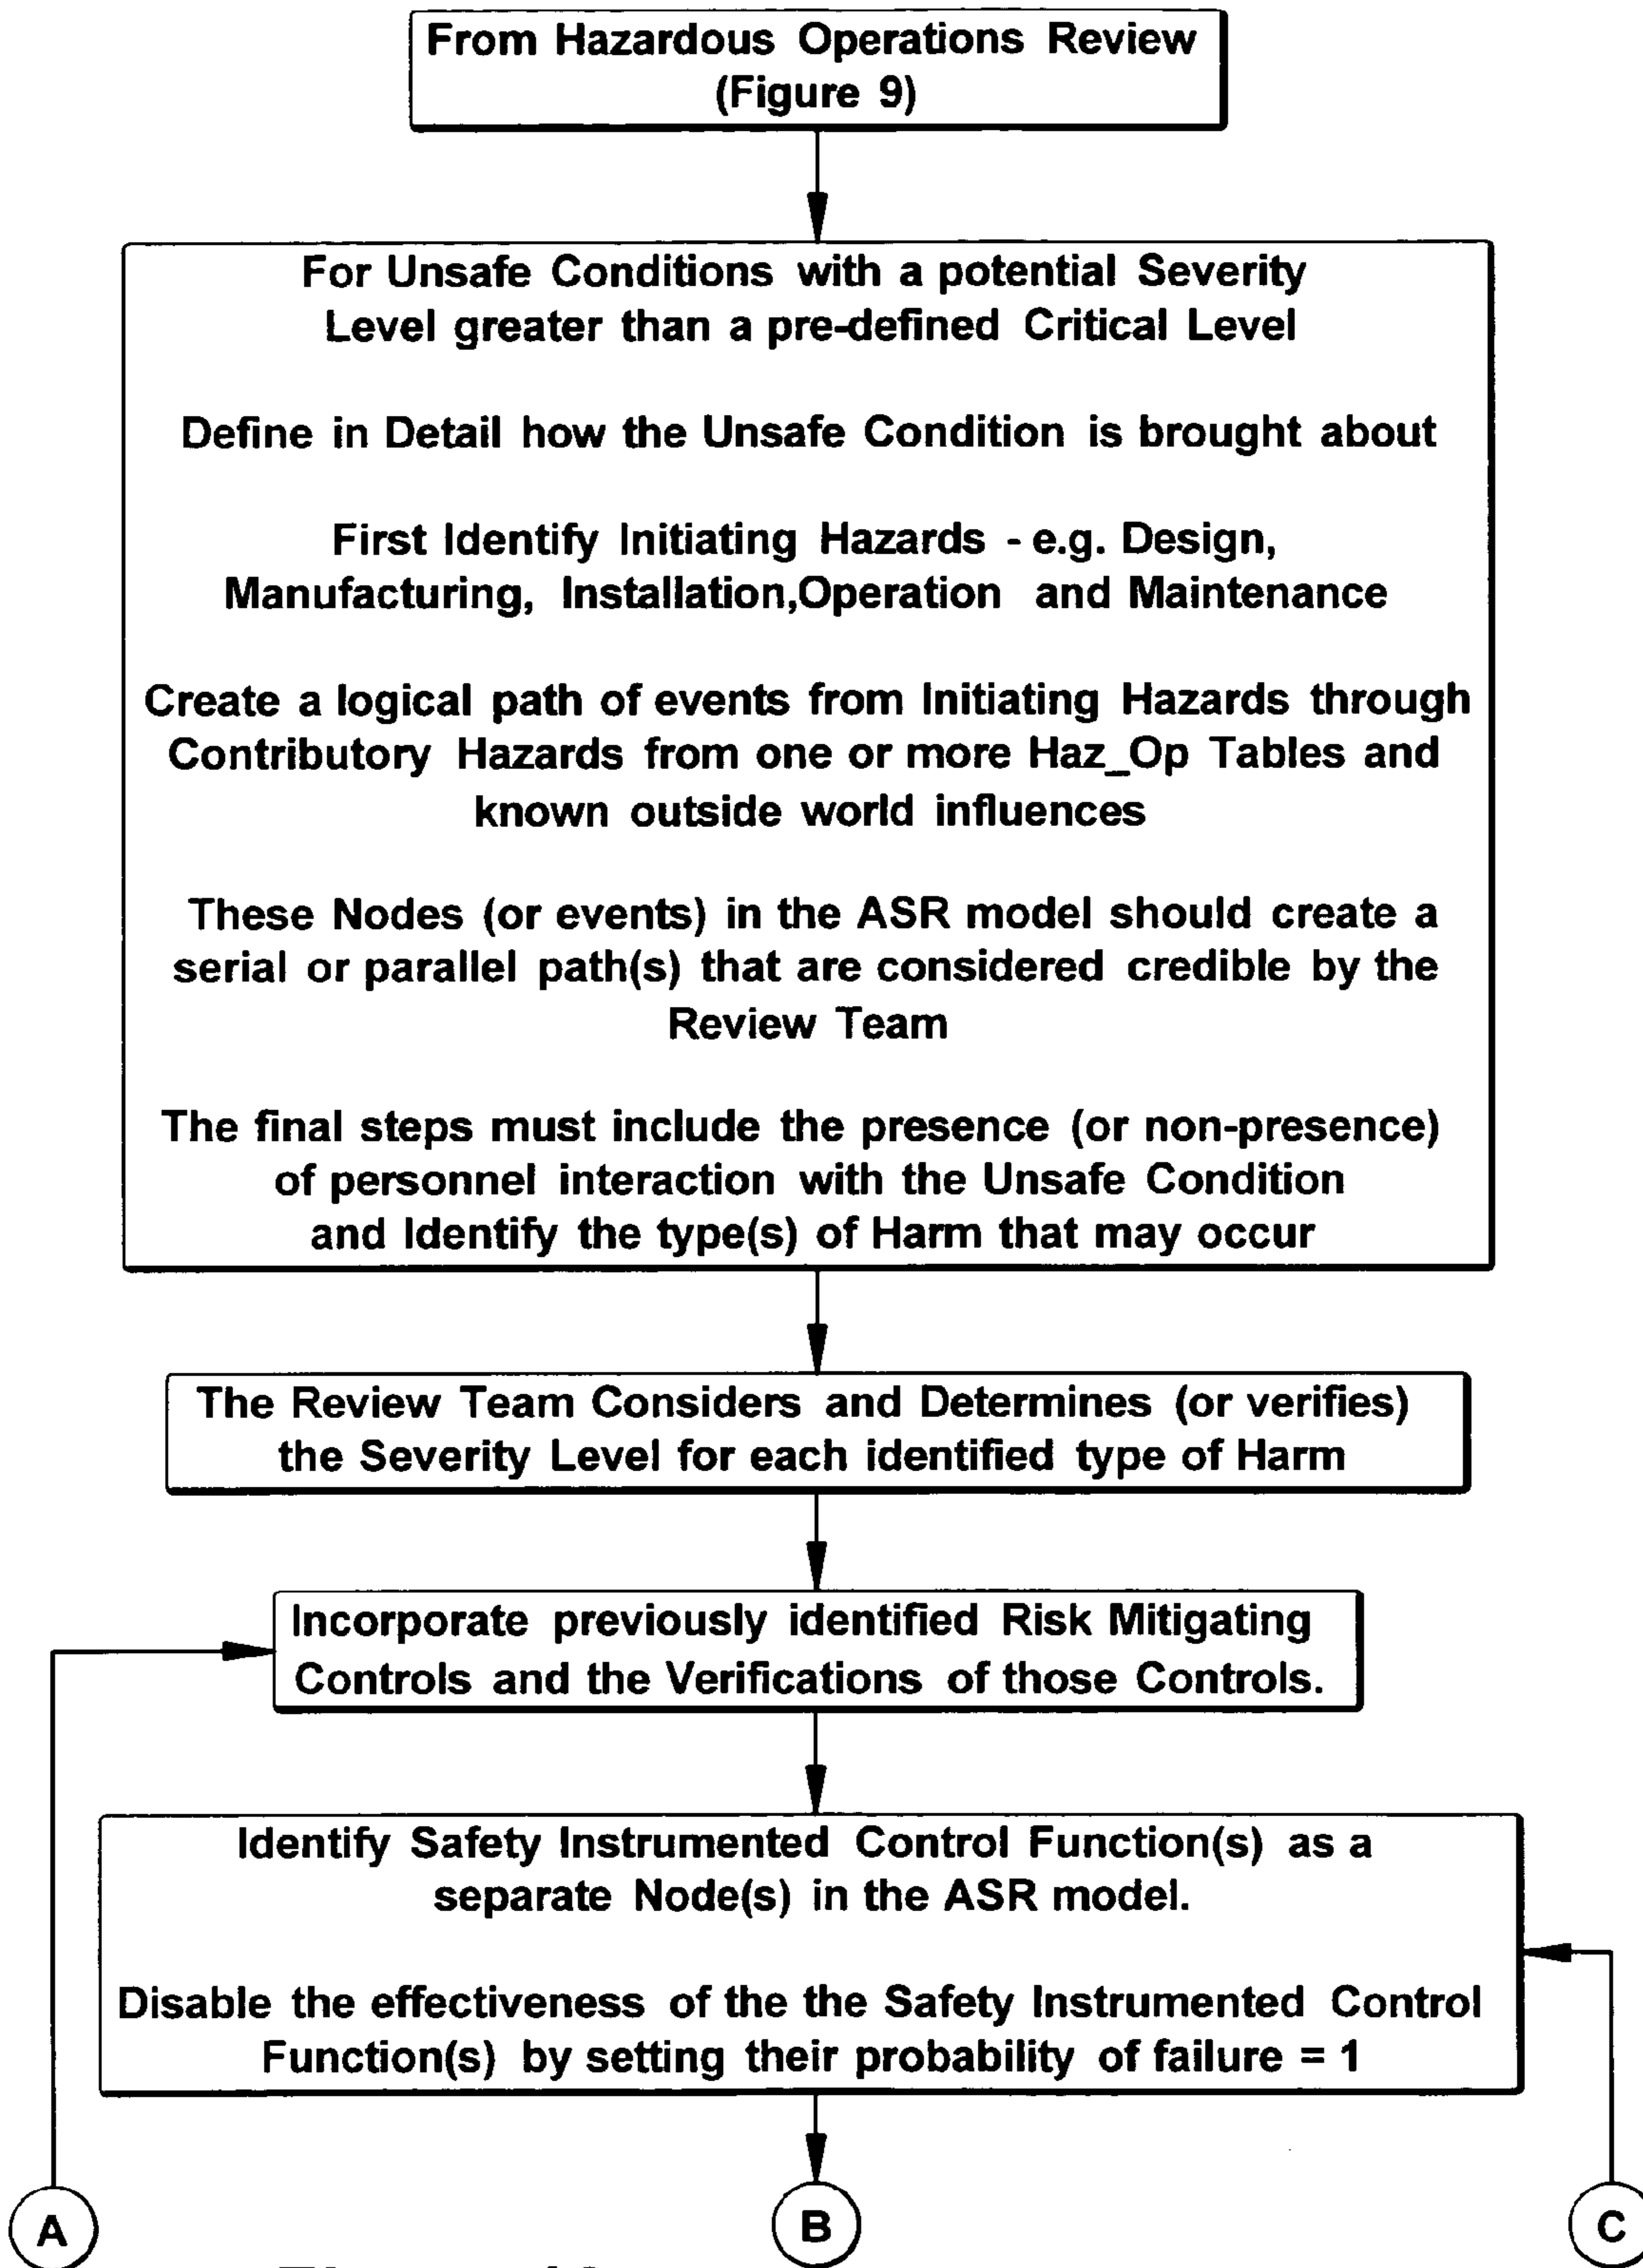 From Hazardous Operations Review
(Figure 9)
For Unsafe Conditions with a potential Severity
Level greater than a pre-defined Critical Level
Define in Detail how the Unsafe Condition is brought about
First Identify Initiating Hazards - e.g. Design,
Manufacturing, Installation,Operation and Maintenance
Create a logical path of events from Initiating Hazards through
Contributory Hazards from one or more Haz_Op Tables and
known outside world influences
These Nodes (or events) in the ASR model should create a
serial or parallel path(s) that are considered credible by the
Review Team
The final steps must include the presence (or non-presence)
of personnel interaction with the Unsafe Condition
and Identify the type(s) of Harm that may occur
The Review Team Considers and Determines (or verifies)
the Severity Level for each identified type of Harm
Incorporate previously identified Risk Mitigating
Controls and the Verifications of those Controls.
Identify Safety Instrumented Control Function(s) as a
separate Node(s) in the ASR model.
Disable the effectiveness of the the Safety Instrumented Control
Function(s) by setting their probability of failure = 1
A
B
C